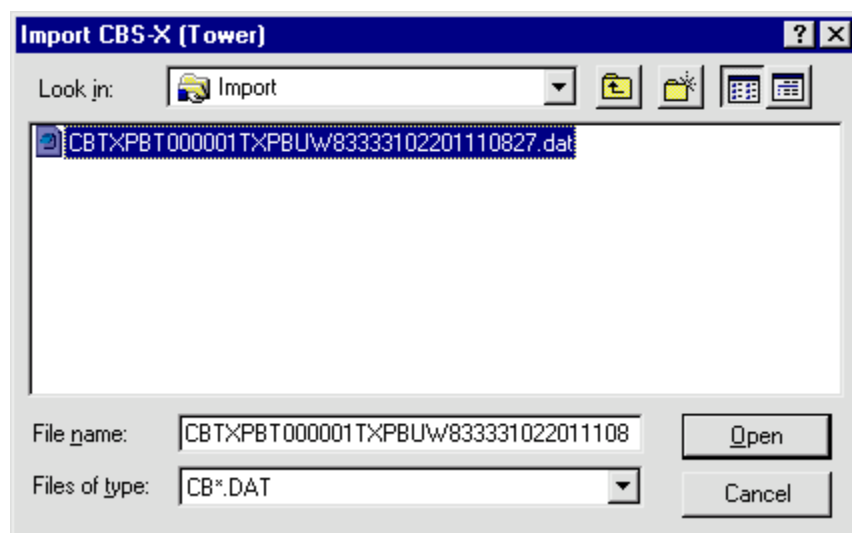 Import CBS-X (Tower)
Look in: Import
CBTXPBT000001TXPBUW83333102201110827.dat
File name: CBTXPBT000001TXPBUW833331022011108
Open
Files of type: CB*.DAT
Cancel